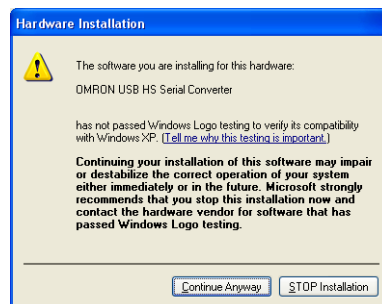 Hardware Installation
The software you are installing for this hardware:
OMRON USB HS Serial Converter
has not passed Windows Logo testing to verify its compatibility
with Windows XP. (Tell me why this testing is important.)
Continuing your installation of this software may impair
or destabilize the correct operation of your system
either immediately or in the future. Microsoft strongly
recommends that you stop this installation now and
contact the hardware vendor for software that has
passed Windows Logo testing.
Continue Anyway STOP Installation